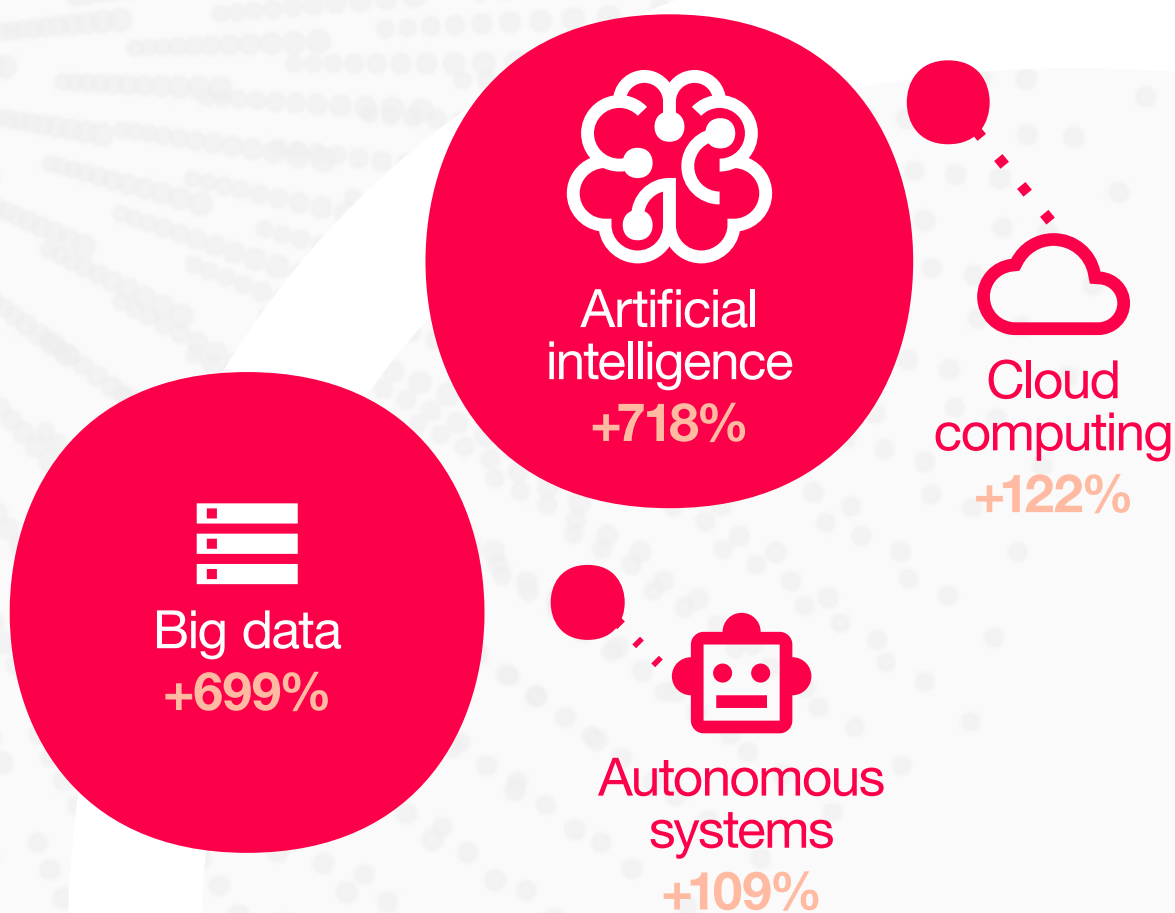 Artificial
intelligence
+718%
Cloud
computing
+122%
Big data
+699%
Autonomous
systems
+109%